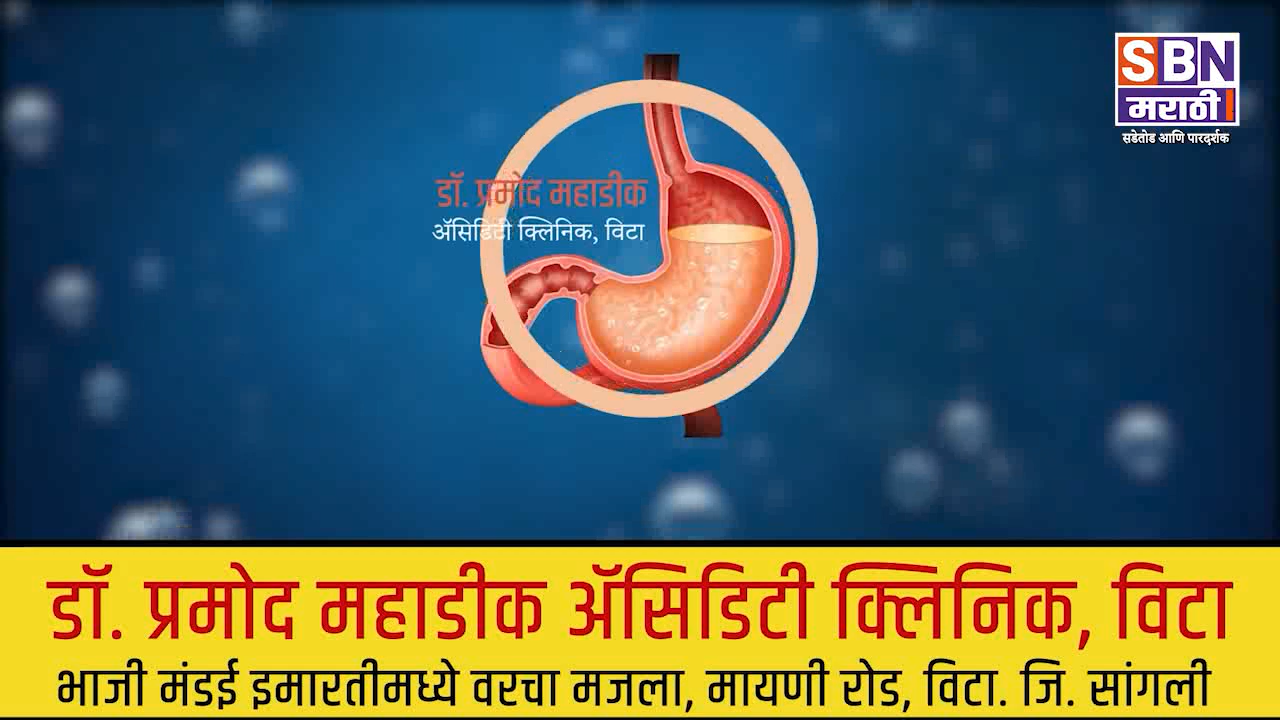 SBN
मराठी
सडेतोड आणि पारदर्शक
डॉ. प्रमोद महाडीक
ॲसिडिटी क्लिनिक, विटा
डॉ. प्रमोद महाडीक ॲसिडिटी क्लिनिक, विटा
भाजी मंडई इमारतीमध्ये वरचा मजला, मायणी रोड, विटा. जि. सांगली